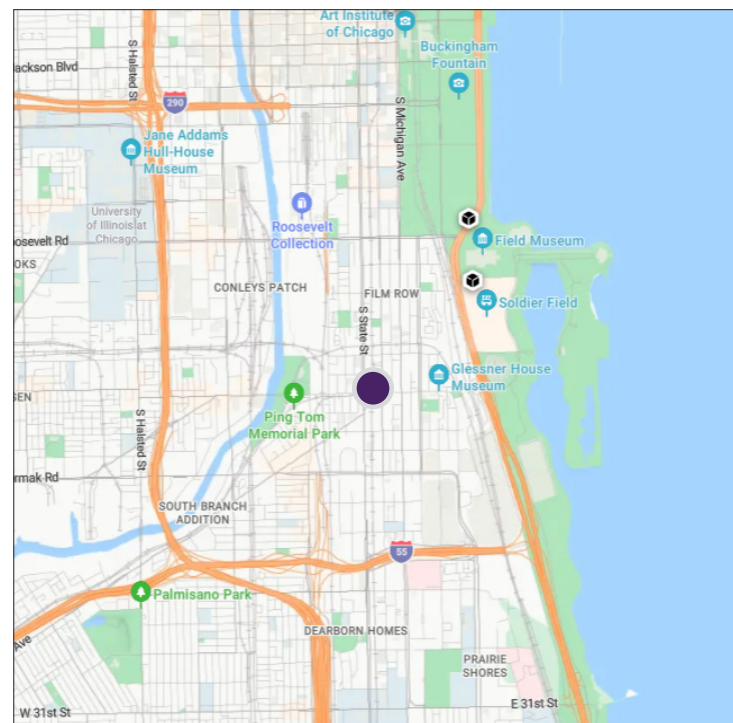 Art Institute
of Chicago
Buckingham
Fountain
S Halsted St
Jackson Blvd
290
S Michigan Ave
Jane Addams
Hull-House
Museum
University
of Illinois at
Chicago
Roosevelt
Collection
oosevelt Rd
Field Museum
OKS
CONLEYS PATCH
FILM ROW
Soldier Field
S State St
Glessner House
Museum
SEN
Ping Tom
Memorial Park
S Halsted St
rmak Rd
SOUTH BRANCH
ADDITION
55
Palmisano Park
DEARBORN HOMES
Ave
PRAIRIE
SHORES
W 31st St
E 31st St